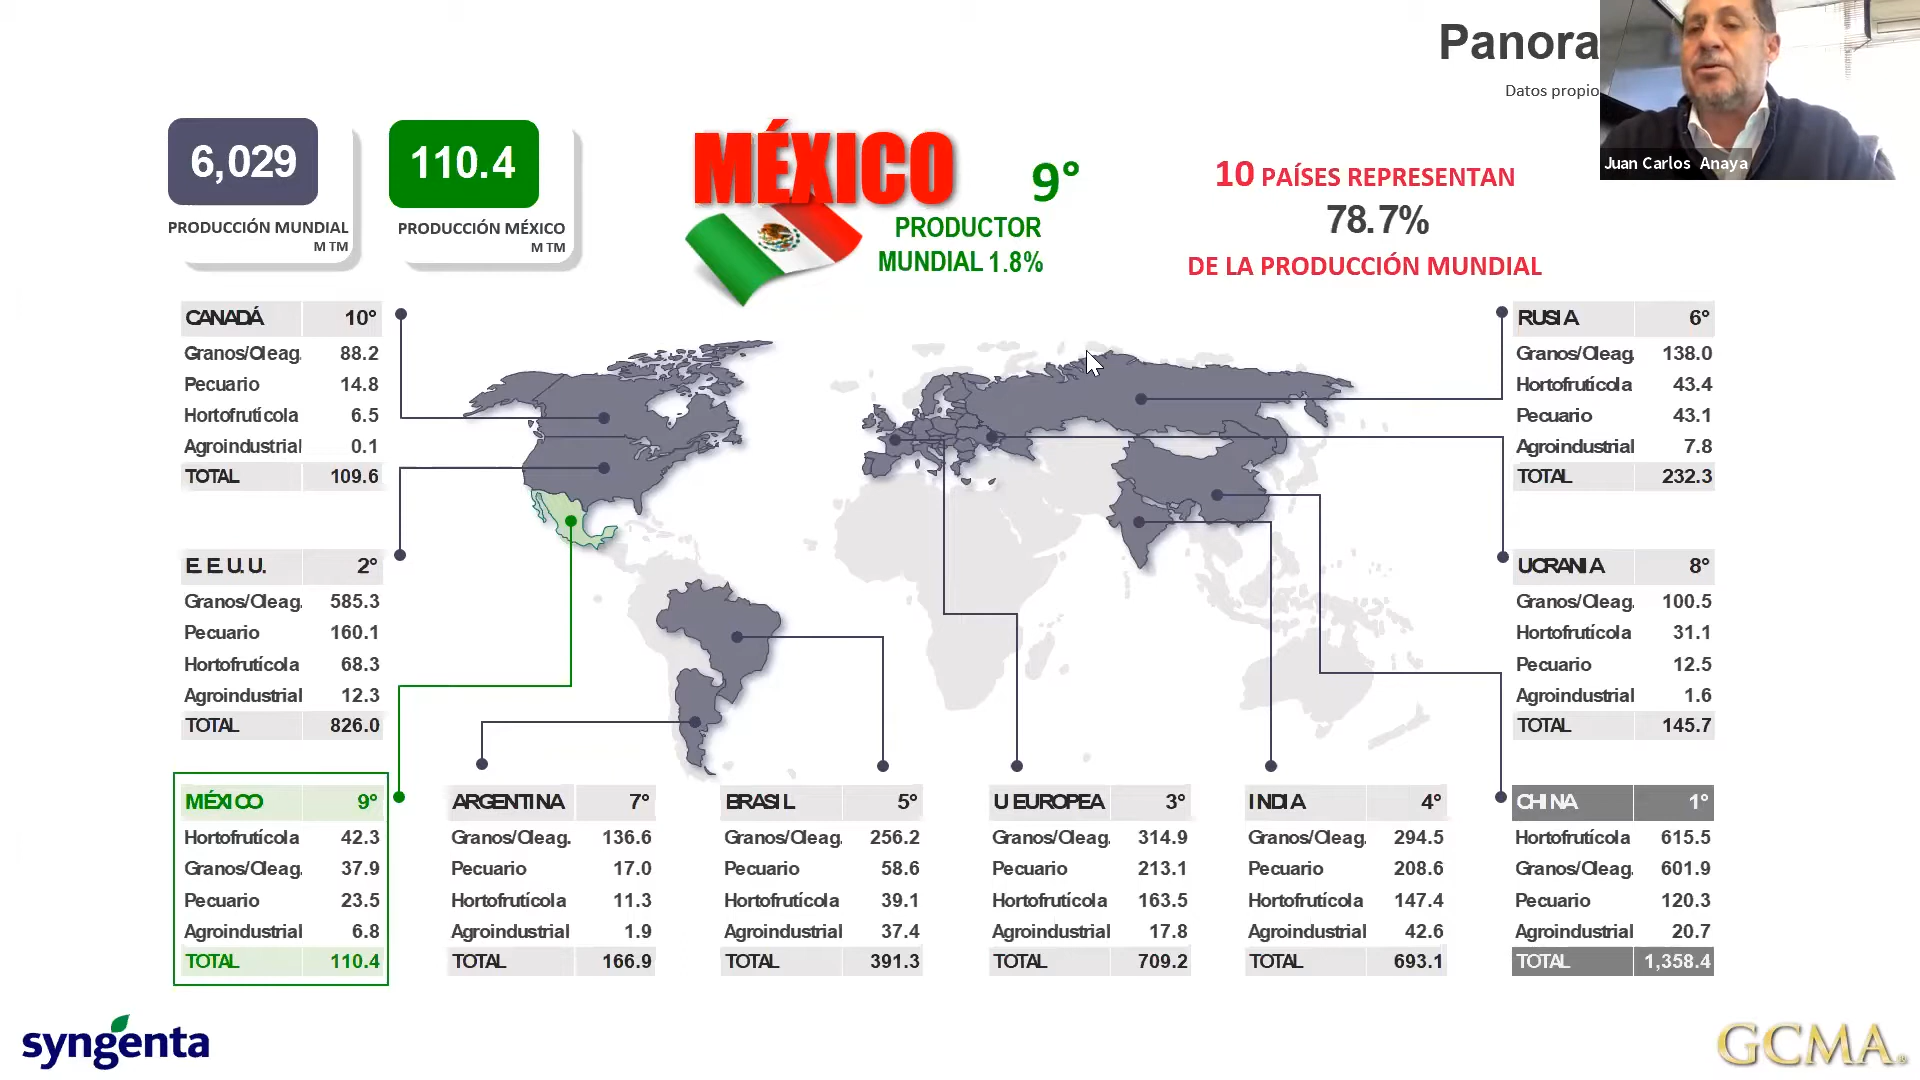 Panora
Datos propio
Juan Carlos Anaya
6,029
PRODUCCIÓN MUNDIAL
M TM
110.4
PRODUCCIÓN MÉXICO
M TM
MÉXICO
9°
PRODUCTOR
MUNDIAL 1.8%
10 PAÍSES REPRESENTAN
78.7%
DE LA PRODUCCIÓN MUNDIAL
CANADÁ 10°
Granos/Oleag. 88.2
Pecuario 14.8
Hortofrutícola 6.5
Agroindustrial 0.1
TOTAL 109.6
RUSIA 6°
Granos/Oleag. 138.0
Hortofrutícola 43.4
Pecuario 43.1
Agroindustrial 7.8
TOTAL 232.3
E.E.U.U. 2°
Granos/Oleag. 585.3
Pecuario 160.1
Hortofrutícola 68.3
Agroindustrial 12.3
TOTAL 826.0
UCRANIA 8°
Granos/Oleag. 100.5
Hortofrutícola 31.1
Pecuario 12.5
Agroindustrial 1.6
TOTAL 145.7
MÉXICO 9°
Hortofrutícola 42.3
Granos/Oleag. 37.9
Pecuario 23.5
Agroindustrial 6.8
TOTAL 110.4
ARGENTINA 7°
Granos/Oleag. 136.6
Pecuario 17.0
Hortofrutícola 11.3
Agroindustrial 1.9
TOTAL 166.9
BRASIL 5°
Granos/Oleag. 256.2
Pecuario 58.6
Hortofrutícola 39.1
Agroindustrial 37.4
TOTAL 391.3
U EUROPEA 3°
Granos/Oleag. 314.9
Pecuario 213.1
Hortofrutícola 163.5
Agroindustrial 17.8
TOTAL 709.2
INDIA 4°
Granos/Oleag. 294.5
Pecuario 208.6
Hortofrutícola 147.4
Agroindustrial 42.6
TOTAL 693.1
CHINA 1°
Hortofrutícola 615.5
Granos/Oleag. 601.9
Pecuario 120.3
Agroindustrial 20.7
TOTAL 1,358.4
syngenta
GCMA®